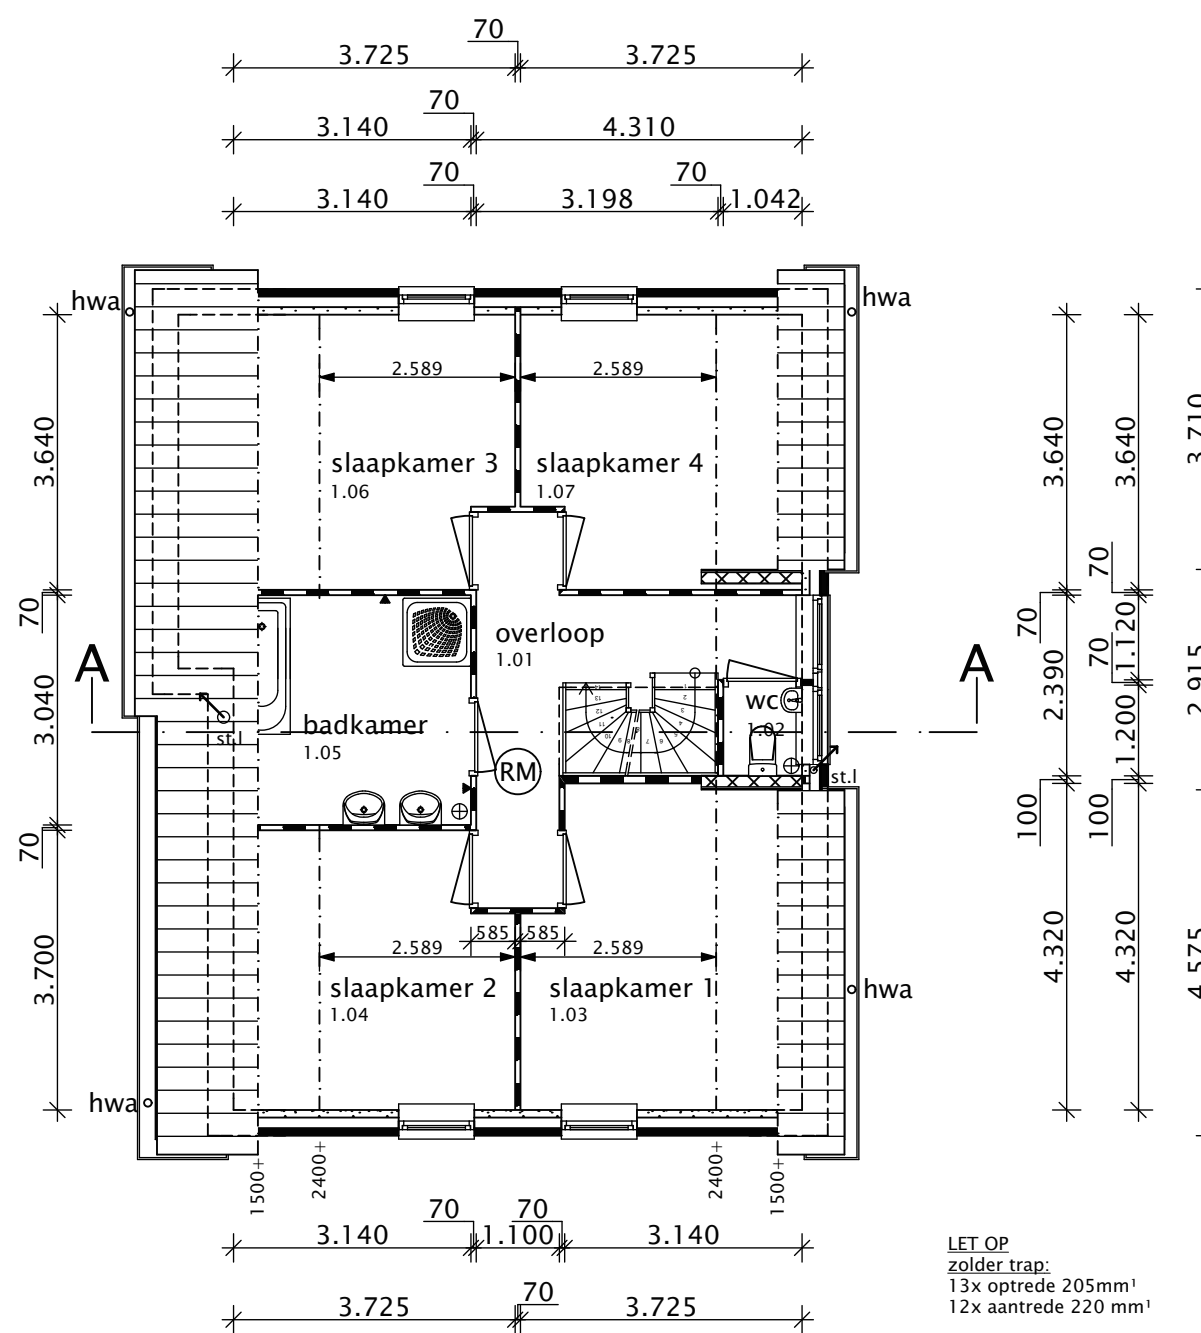 70
3.725 3.725
70
3.140 4.310
70 70
3.140 3.198 1.042
hwa hwa
2.589 2.589
3.640 3.640 3.640 3.710
slaapkamer 3 slaapkamer 4
1.06 1.07
70 70 70 70
overloop
1.01
A A
3.040 2.390 1.120 2.915
1.200
badkamer
1.05
WC
1.02
st.l
RM
st.l
70 100 100
585 585
2.589 2.589
3.700 4.320 4.320 4.575
slaapkamer 2 slaapkamer 1
1.04 1.03
hwa
hwa
1500+ 2400+ 2400+ 1500+
70 70
3.140 1.100 3.140
70
3.725 3.725
LET OP
zolder trap:
13x optrede 205mm¹
12x aantrede 220 mm¹